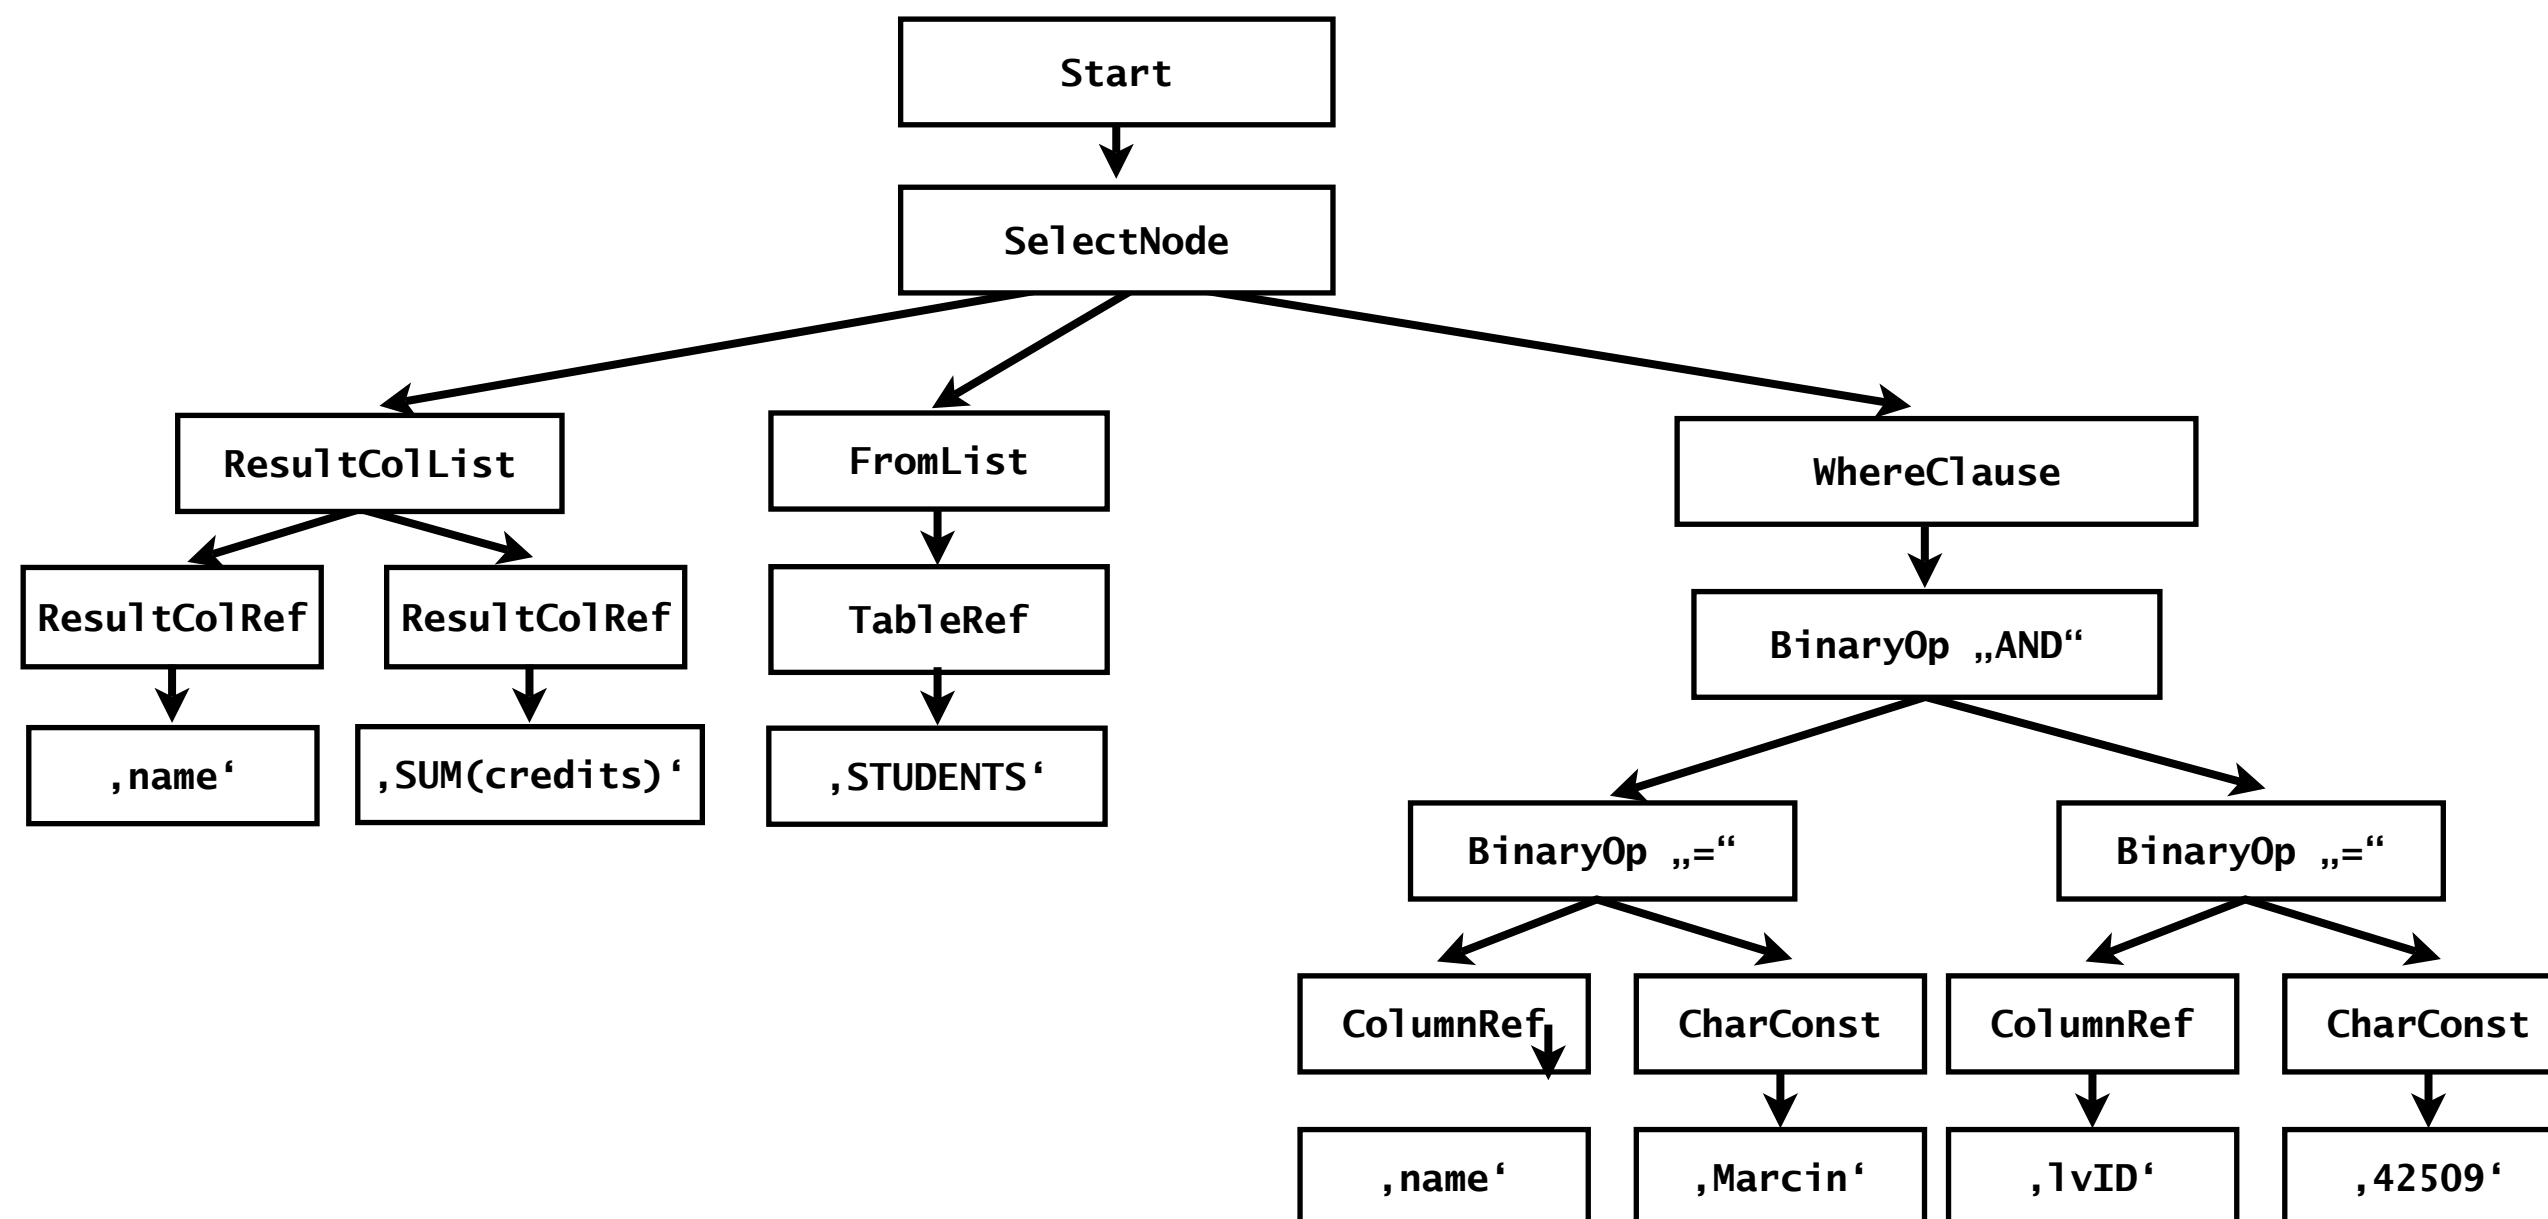 Start
SelectNode
ResultColList
FromList
WhereClause
ResultColRef
ResultColRef
TableRef
BinaryOp „AND“
‚name‘
‚SUM(credits)‘
‚STUDENTS‘
BinaryOp „=“
BinaryOp „=“
ColumnRef
CharConst
ColumnRef
CharConst
‚name‘
‚Marcin‘
‚lvID‘
‚42509‘